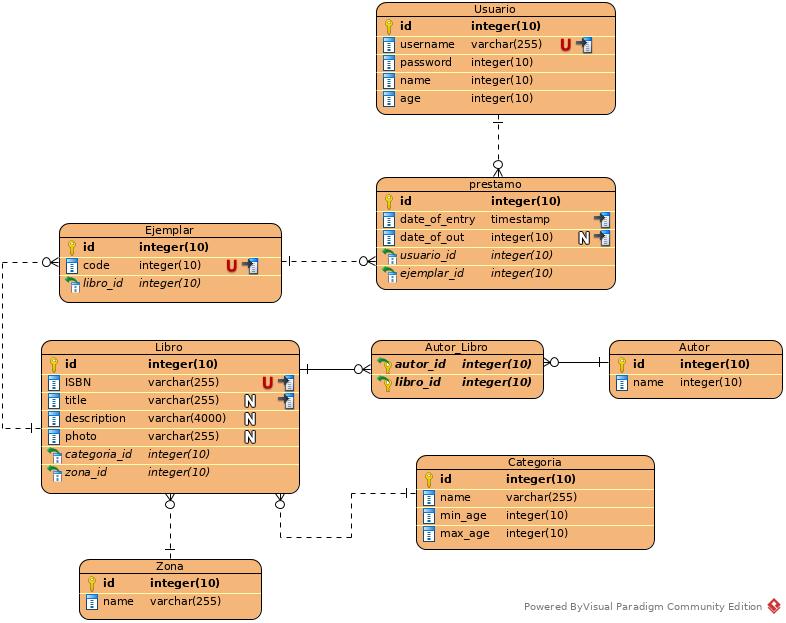 Usuario
id integer(10)
username varchar(255) U
password integer(10)
name integer(10)
age integer(10)
prestamo
id integer(10)
date_of_entry timestamp
date_of_out integer(10) N
usuario_id integer(10)
ejemplar_id integer(10)
Ejemplar
id integer(10)
code integer(10) U
libro_id integer(10)
Libro
id integer(10)
ISBN varchar(255) U
title varchar(255) N
description varchar(4000) N
photo varchar(255) N
categoria_id integer(10)
zona_id integer(10)
Autor_Libro
autor_id integer(10)
libro_id integer(10)
Autor
id integer(10)
name integer(10)
Categoria
id integer(10)
name varchar(255)
min_age integer(10)
max_age integer(10)
Zona
id integer(10)
name varchar(255)
Powered ByVisual Paradigm Community Edition